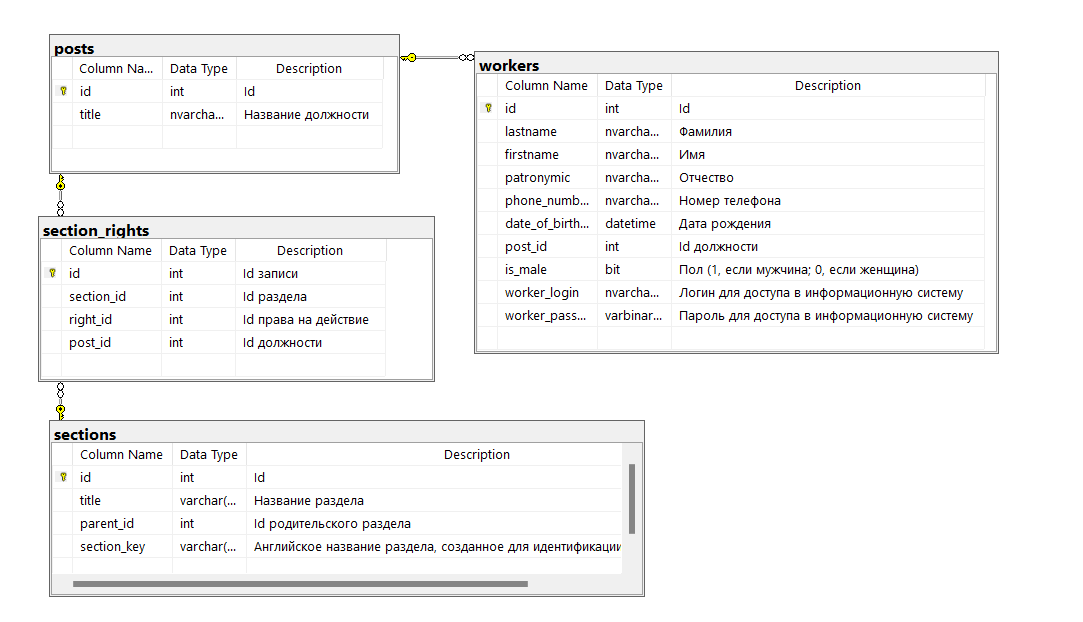 posts
Column Na... Data Type Description
id int Id
title nvarcha... Название должности
workers
Column Name Data Type Description
id int Id
lastname nvarcha... Фамилия
firstname nvarcha... Имя
patronymic nvarcha... Отчество
phone_numb... nvarcha... Номер телефона
date_of_birth... datetime Дата рождения
post_id int Id должности
is_male bit Пол (1, если мужчина; 0, если женщина)
worker_login nvarcha... Логин для доступа в информационную систему
worker_pass... varbinar... Пароль для доступа в информационную систему
section_rights
Column Name Data Type Description
id int Id записи
section_id int Id раздела
right_id int Id права на действие
post_id int Id должности
sections
Column Name Data Type Description
id int Id
title varchar(... Название раздела
parent_id int Id родительского раздела
section_key varchar(... Английское название раздела, созданное для идентификации